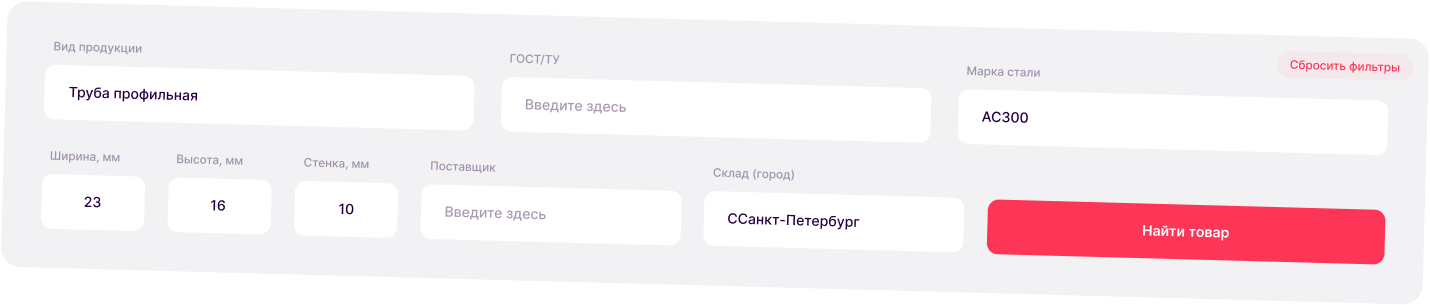 Вид продукции
ГОСТ/ТУ
Марка стали
Сбросить фильтры
Труба профильная
Введите здесь
АС300
Ширина, мм
Высота, мм
Стенка, мм
Поставщик
Склад (город)
23
16
10
Введите здесь
ССанкт-Петербург
Найти товар